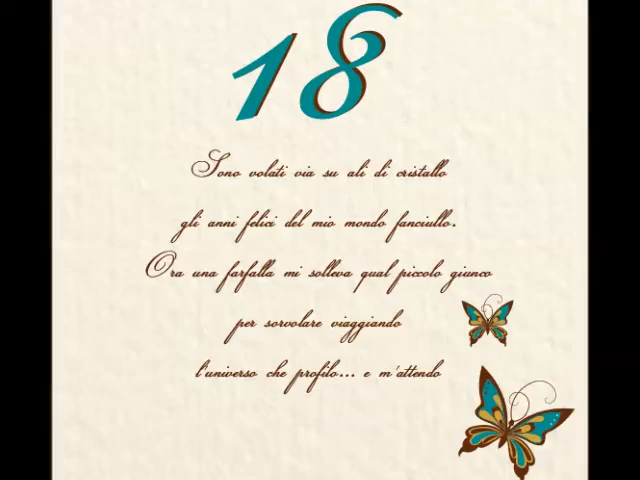 18
Sono volati via su ali di cristallo
gli anni felici del mio mondo fanciullo.
Ora una farfalla mi solleva qual piccolo giunco
per sorvolare viaggiando
l'universo che profilo... e m'attendo